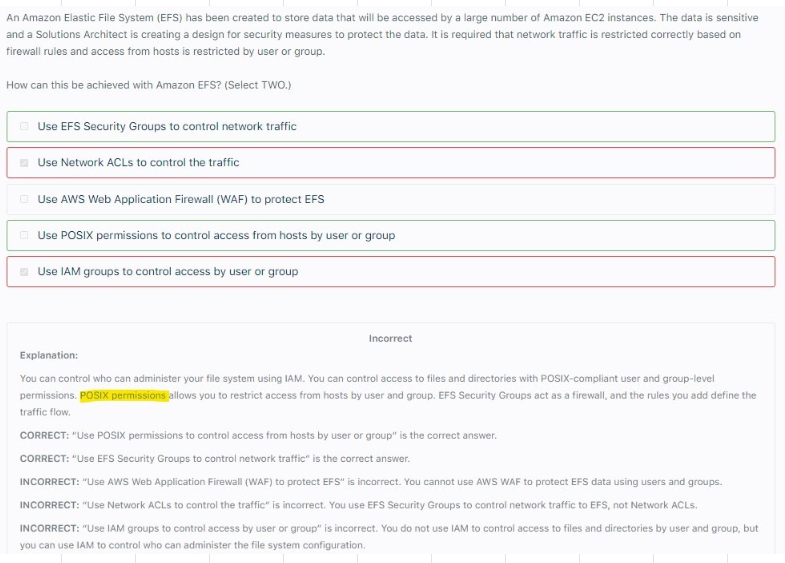 An Amazon Elastic File System (EFS) has been created to store data that will be accessed by a large number of Amazon EC2 instances. The data is sensitive
and a Solutions Architect is creating a design for security measures to protect the data. It is required that network traffic is restricted correctly based on
firewall rules and access from hosts is restricted by user or group.
How can this be achieved with Amazon EFS? (Select TWO.)
Use EFS Security Groups to control network traffic
Use Network ACLs to control the traffic
Use AWS Web Application Firewall (WAF) to protect EFS
Use POSIX permissions to control access from hosts by user or group
Use IAM groups to control access by user or group
Incorrect
Explanation:
You can control who can administer your file system using IAM. You can control access to files and directories with POSIX-compliant user and group-level
permissions. POSIX permissions allows you to restrict access from hosts by user and group. EFS Security Groups act as a firewall, and the rules you add define the
traffic flow.
CORRECT: "Use POSIX permissions to control access from hosts by user or group" is the correct answer.
CORRECT: "Use EFS Security Groups to control network traffic" is the correct answer.
INCORRECT: "Use AWS Web Application Firewall (WAF) to protect EFS" is incorrect. You cannot use AWS WAF to protect EFS data using users and groups.
INCORRECT: "Use Network ACLs to control the traffic" is incorrect. You use EFS Security Groups to control network traffic to EFS, not Network ACLs.
INCORRECT: "Use IAM groups to control access by user or group" is incorrect. You do not use IAM to control access to files and directories by user and group, but
you can use IAM to control who can administer the file system configuration.